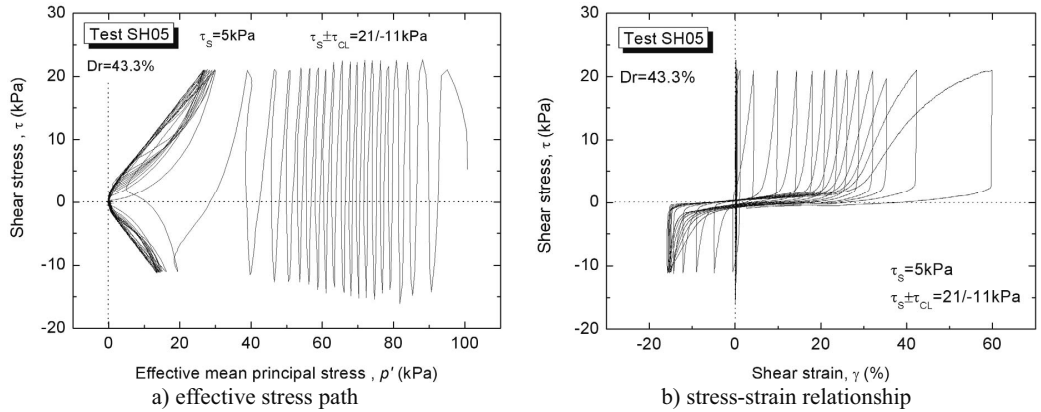 Test SH05
τS=5kPa
τS±τCL=21/-11kPa
Dr=43.3%
30
20
10
0
-10
-20
Shear stress , τ (kPa)
0 20 40 60 80 100
Effective mean principal stress , p' (kPa)
a) effective stress path
Test SH05
Dr=43.3%
τS=5kPa
τS±τCL=21/-11kPa
30
20
10
0
-10
-20
Shear stress, τ (kPa)
-20 0 20 40 60
Shear strain, γ (%)
b) stress-strain relationship